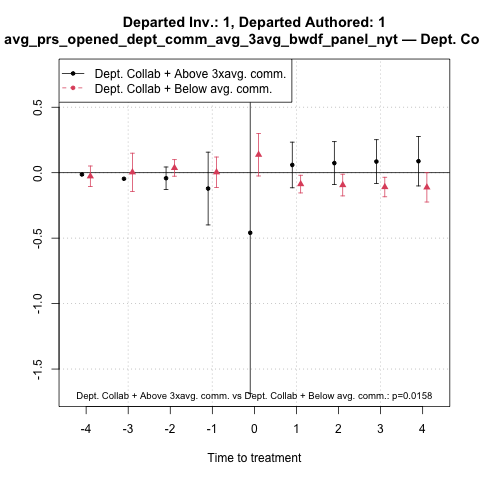 Departed Inv.: 1, Departed Authored: 1
avg_prs_opened_dept_comm_avg_3avg_bwdf_panel_nyt — Dept. Co
Dept. Collab + Above 3xavg. comm.
Dept. Collab + Below avg. comm.
0.5
0.0
-0.5
-1.0
-1.5
Dept. Collab + Above 3xavg. comm. vs Dept. Collab + Below avg. comm.: p=0.0158
-4 -3 -2 -1 0 1 2 3 4
Time to treatment